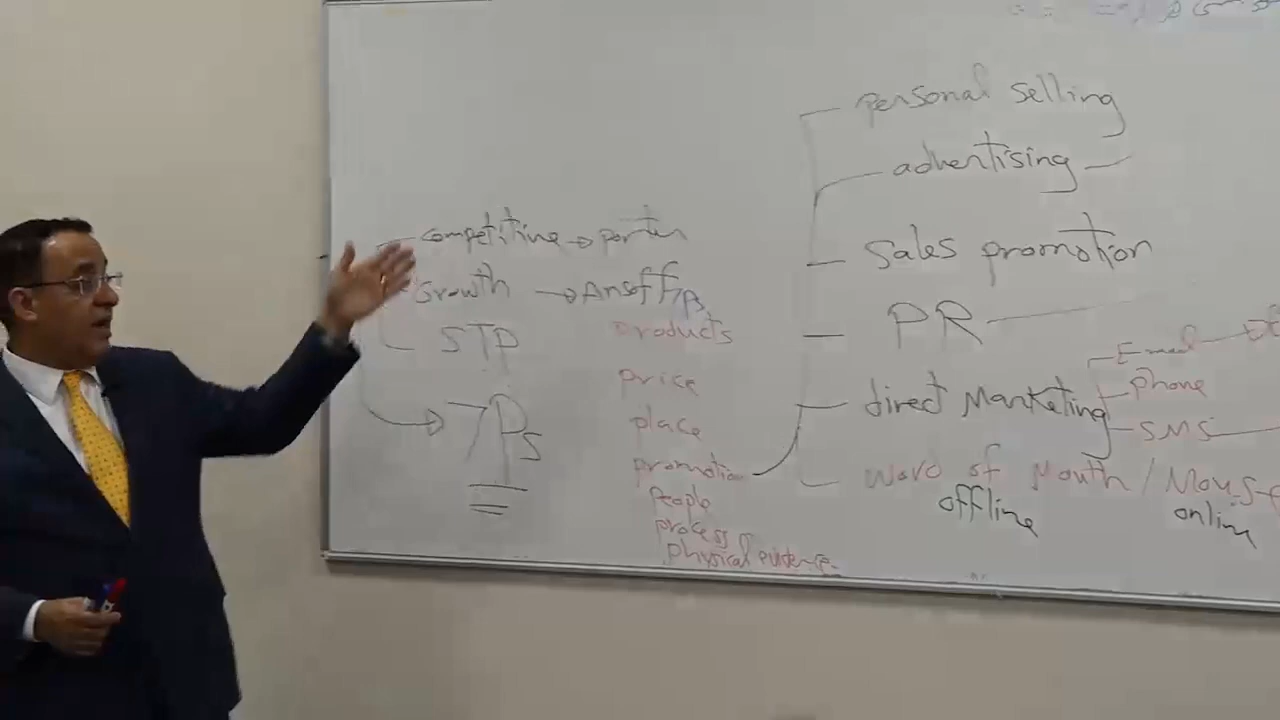 competitive → porter
Growth → Ansoff
STP
7Ps
products
price
place
promotion
people
process
physical evidence
personal selling
advertising
Sales promotion
PR
direct Marketing
Email
phone
SMS
word of Mouth /
offline
online